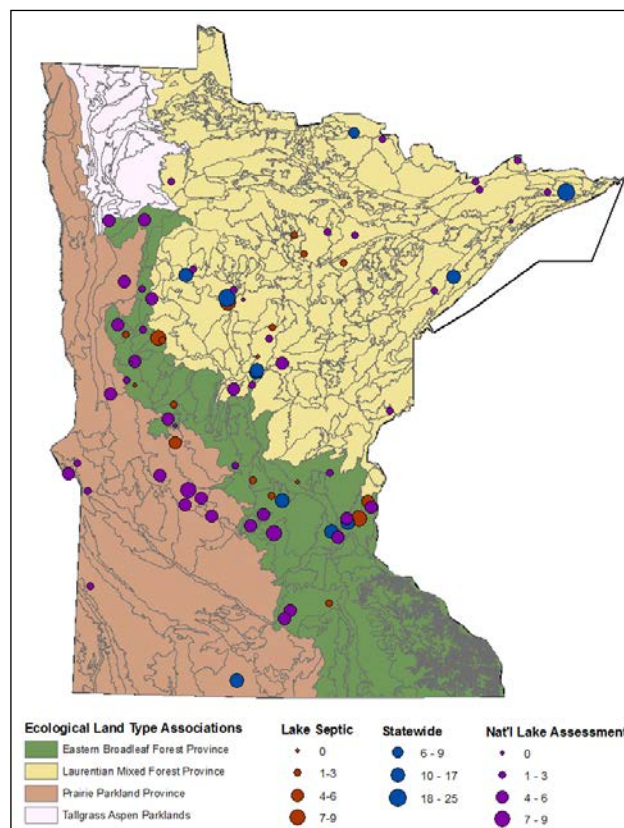 Ecological Land Type Associations
Eastern Broadleaf Forest Province
Laurentian Mixed Forest Province
Prairie Parkland Province
Tallgrass Aspen Parklands
Lake Septic
0
1-3
4-6
7-9
Statewide
6 - 9
10 - 17
18 - 25
Nat'l Lake Assessment
0
1 - 3
4 - 6
7 - 9